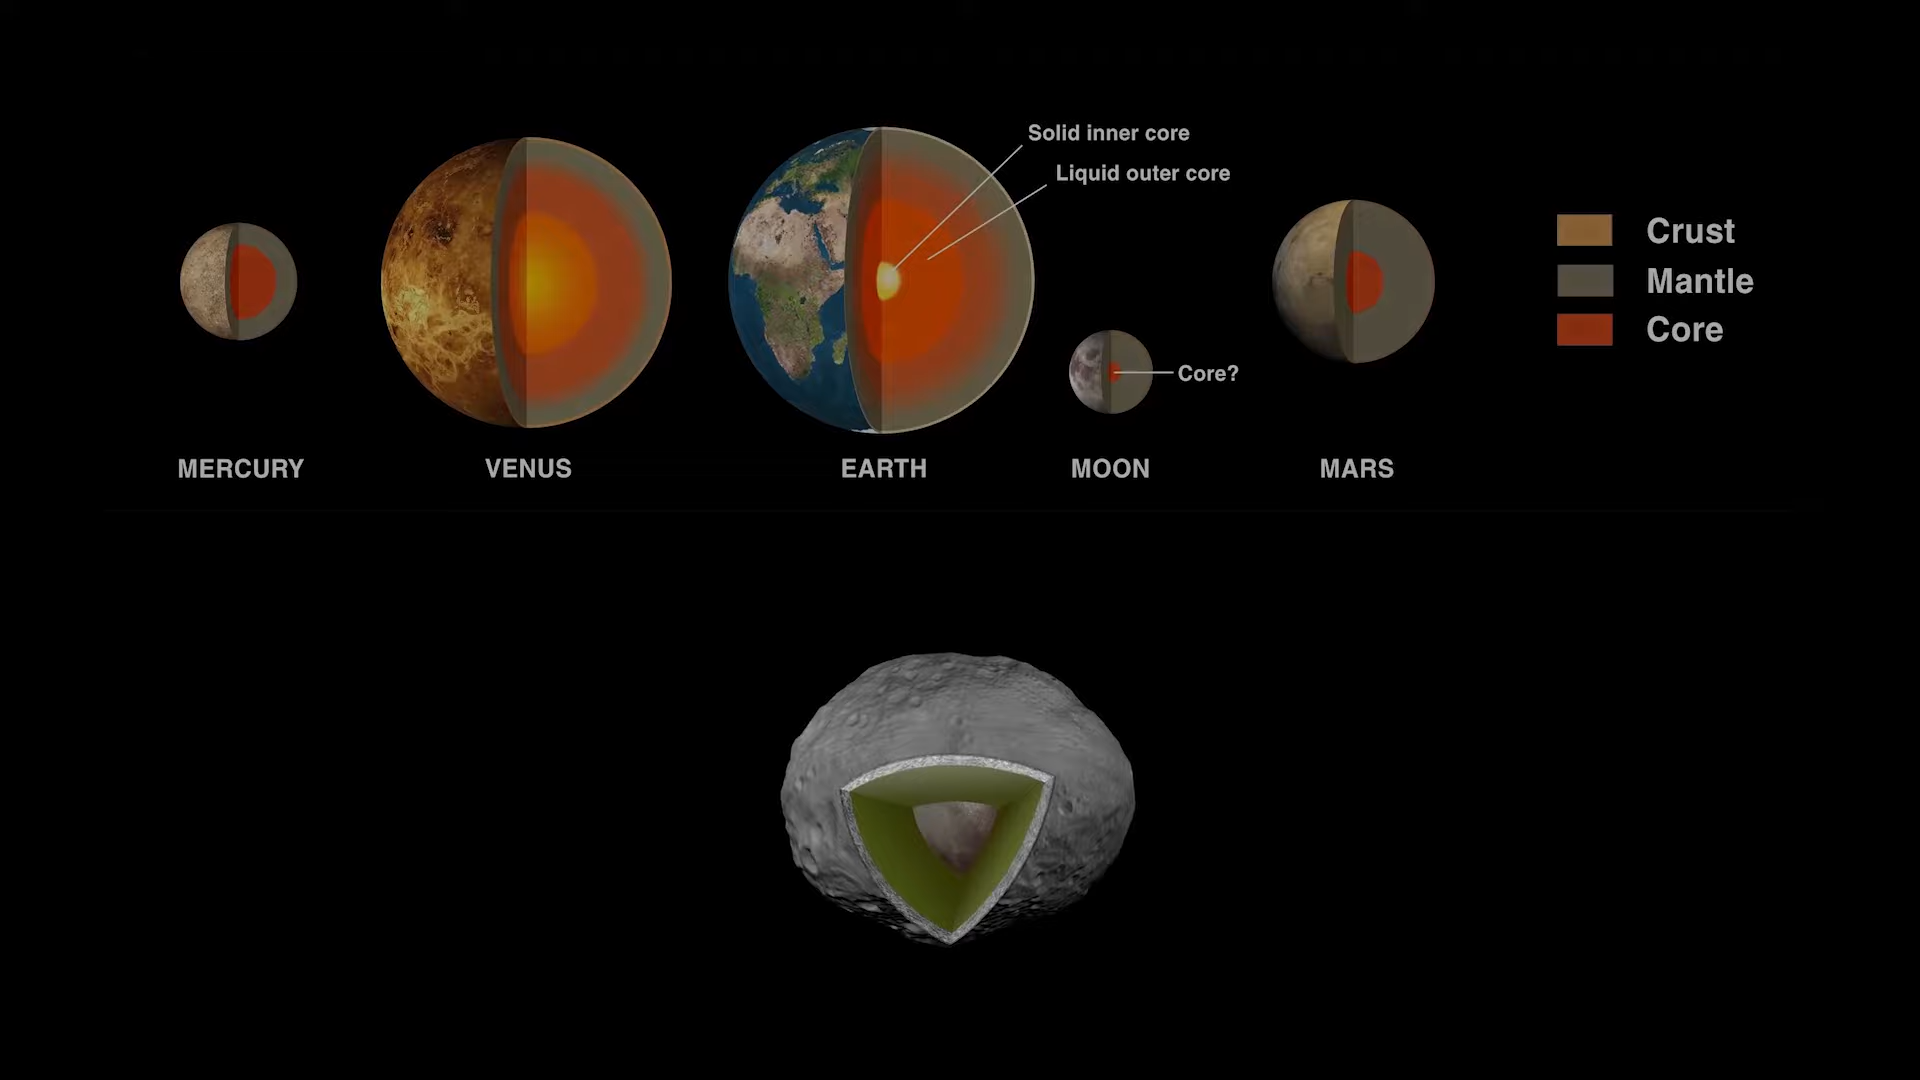 Solid inner core
Liquid outer core
Crust
Mantle
Core
Core?
MERCURY
VENUS
EARTH
MOON
MARS